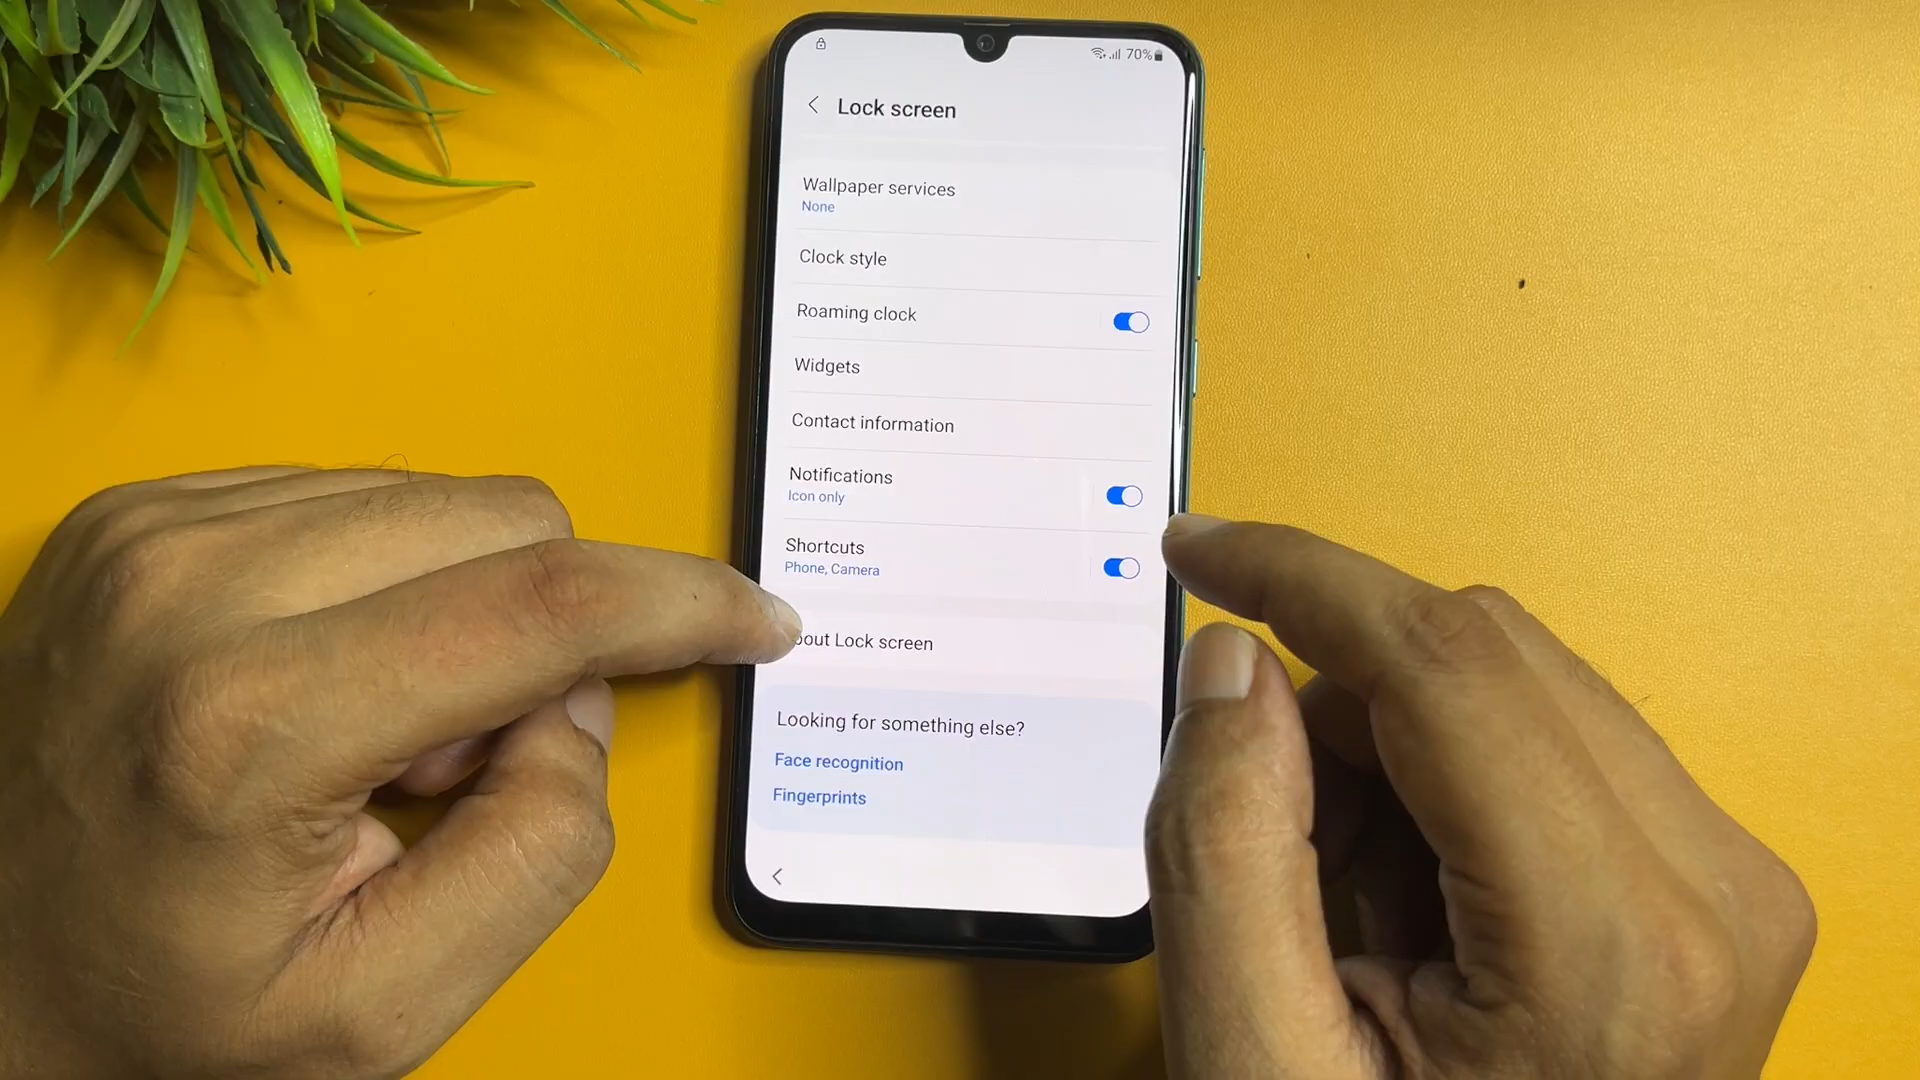 70%
Lock screen
Wallpaper services
None
Clock style
Roaming clock
Widgets
Contact information
Notifications
Icon only
Shortcuts
Phone, Camera
bout Lock screen
Looking for something else?
Face recognition
Fingerprints